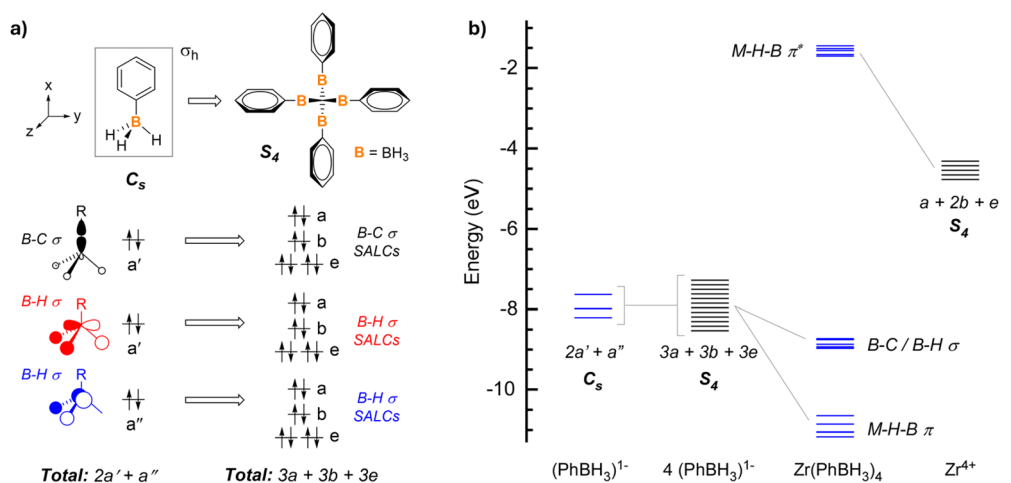 a)
x
y
z
σh
B
H
H
H
Cs
B
B
B
B
S4
B = BH3
R
B-C σ
a′
a
b
e
B-C σ
SALCs
B-H σ
R
a′
a
b
e
B-H σ
SALCs
B-H σ
R
a″
a
b
e
B-H σ
SALCs
Total: 2a′ + a″
Total: 3a + 3b + 3e
b)
Energy (eV)
-2
-4
-6
-8
-10
M-H-B π*
a + 2b + e
S4
2a' + a"
Cs
3a + 3b + 3e
S4
B-C / B-H σ
M-H-B π
(PhBH3)1-
4 (PhBH3)1-
Zr(PhBH3)4
Zr4+